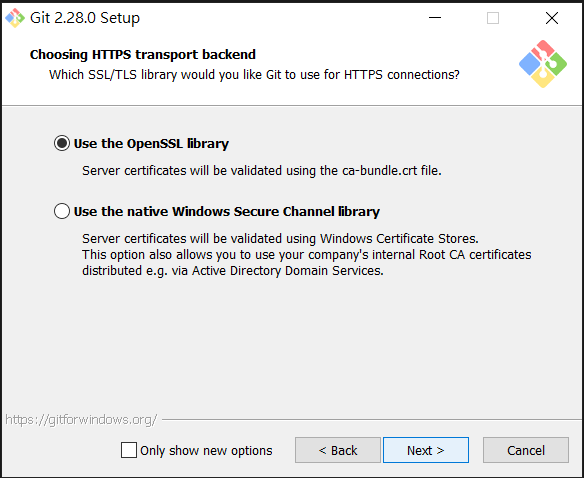 Git 2.28.0 Setup
Choosing HTTPS transport backend
Which SSL/TLS library would you like Git to use for HTTPS connections?
Use the OpenSSL library
Server certificates will be validated using the ca-bundle.crt file.
Use the native Windows Secure Channel library
Server certificates will be validated using Windows Certificate Stores.
This option also allows you to use your company's internal Root CA certificates
distributed e.g. via Active Directory Domain Services.
https://gitforwindows.org/
Only show new options
< Back
Next >
Cancel